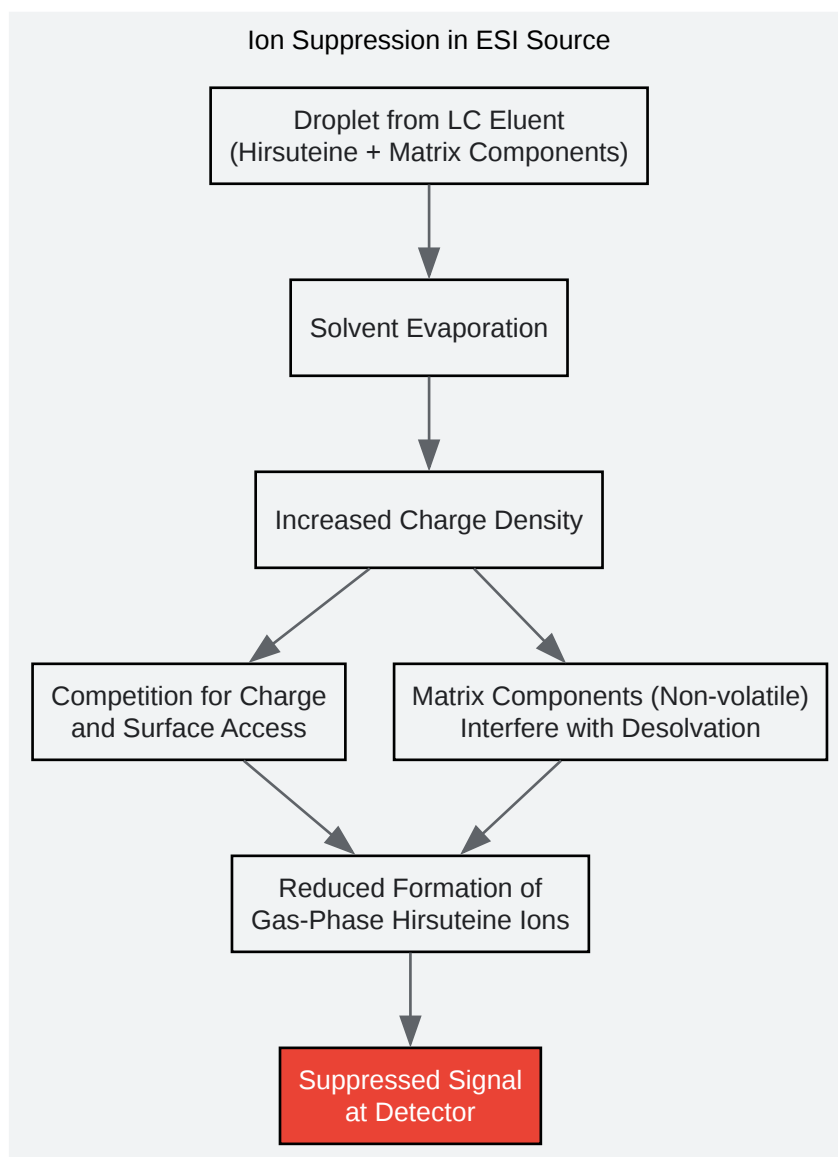 Ion Suppression in ESI Source
Droplet from LC Eluent
(Hirsuteine + Matrix Components)
Solvent Evaporation
Increased Charge Density
Competition for Charge
and Surface Access
Matrix Components (Non-volatile)
Interfere with Desolvation
Reduced Formation of
Gas-Phase Hirsuteine Ions
Suppressed Signal
at Detector